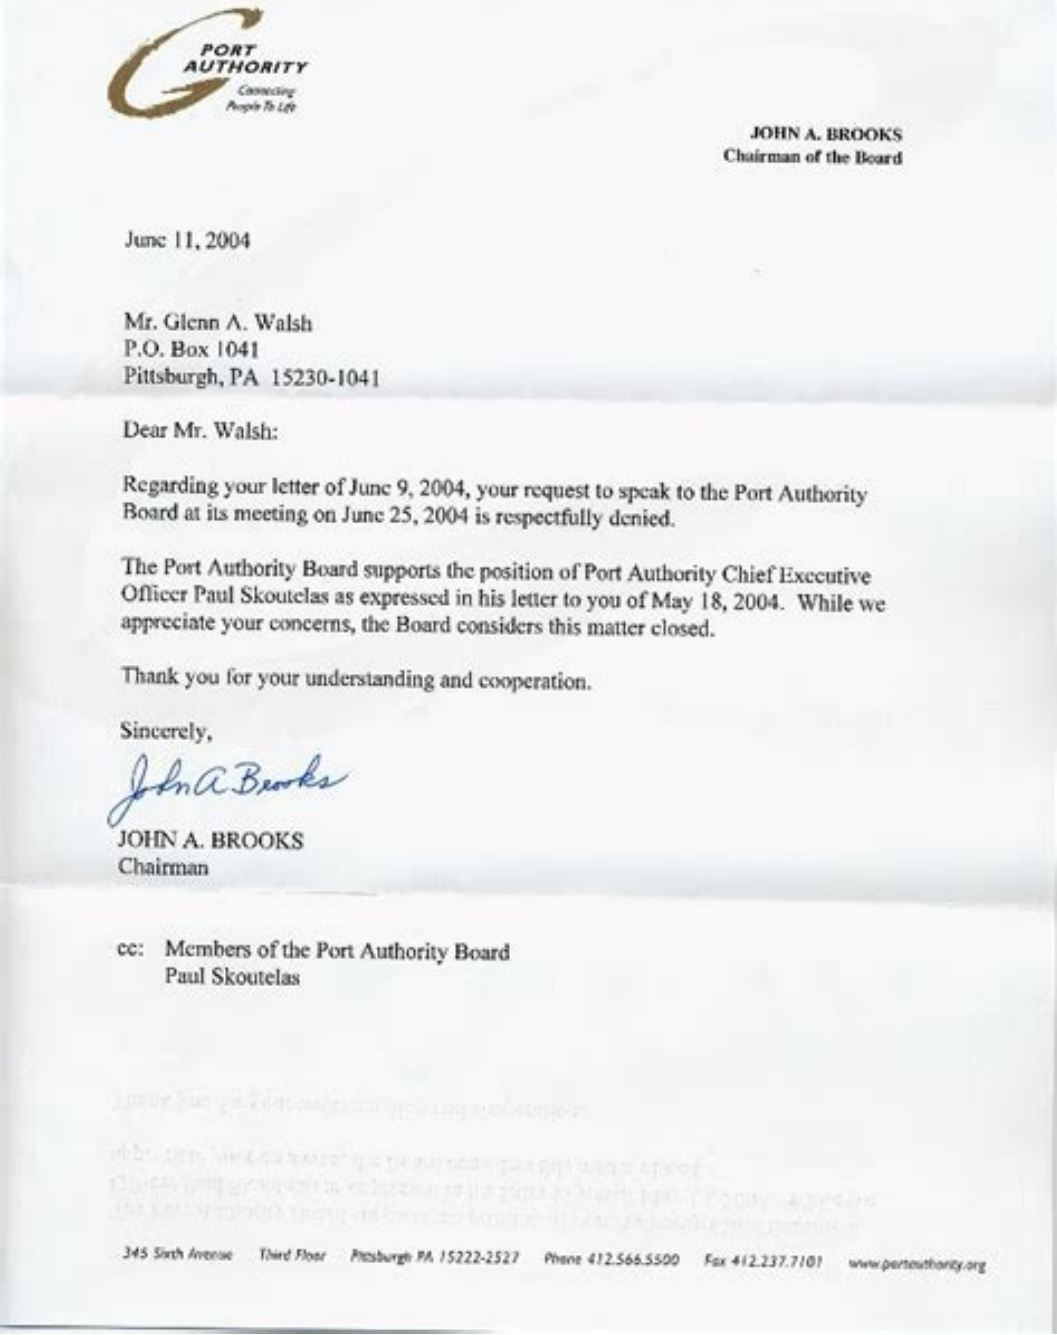 PORT
AUTHORITY
Connecting
People To Life
JOHN A. BROOKS
Chairman of the Board
June 11, 2004
Mr. Glenn A. Walsh
P.O. Box 1041
Pittsburgh, PA 15230-1041
Dear Mr. Walsh:
Regarding your letter of June 9, 2004, your request to speak to the Port Authority
Board at its meeting on June 25, 2004 is respectfully denied.
The Port Authority Board supports the position of Port Authority Chief Executive
Officer Paul Skoutelas as expressed in his letter to you of May 18, 2004. While we
appreciate your concerns, the Board considers this matter closed.
Thank you for your understanding and cooperation.
Sincerely,
John A Brooks
JOHN A. BROOKS
Chairman
cc: Members of the Port Authority Board
Paul Skoutelas
345 Sixth Avenue Third Floor Pittsburgh PA 15222-2527 Phone 412.566.5500 Fax 412.237.7101 www.portauthority.org